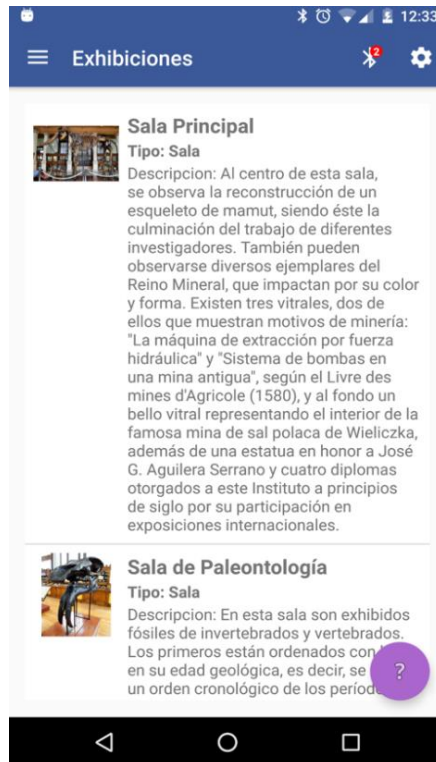 12:33
Exhibiciones
2
Sala Principal
Tipo: Sala
Descripcion: Al centro de esta sala,
se observa la reconstrucción de un
esqueleto de mamut, siendo éste la
culminación del trabajo de diferentes
investigadores. También pueden
observarse diversos ejemplares del
Reino Mineral, que impactan por su color
y forma. Existen tres vitrales, dos de
ellos que muestran motivos de minería:
"La máquina de extracción por fuerza
hidráulica" y "Sistema de bombas en
una mina antigua", según el Livre des
mines d'Agricole (1580), y al fondo un
bello vitral representando el interior de la
famosa mina de sal polaca de Wieliczka,
además de una estatua en honor a José
G. Aguilera Serrano y cuatro diplomas
otorgados a este Instituto a principios
de siglo por su participación en
exposiciones internacionales.
Sala de Paleontología
Tipo: Sala
Descripcion: En esta sala son exhibidos
fósiles de invertebrados y vertebrados.
Los primeros están ordenados con
en su edad geológica, es decir, se
un orden cronológico de los
?